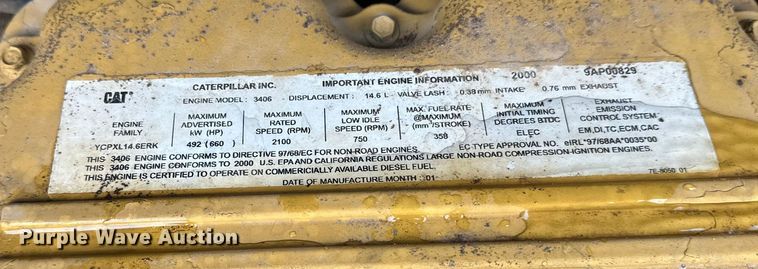 CATERPILLAR INC. IMPORTANT ENGINE INFORMATION 2000 9AP00829
CAT ENGINE MODEL : 3406 DISPLACEMENT : 14.6 L VALVE LASH : 0.38 mm INTAKE 0.76 mm EXHAUST
ENGINE FAMILY MAXIMUM ADVERTISED kW (HP) MAXIMUM RATED SPEED (RPM) MAXIMUM LOW IDLE SPEED (RPM) MAX. FUEL RATE @MAXIMUM (mm³/STROKE) MAXIMUM INITIAL TIMING DEGREES BTDC EXHAUST EMISSION CONTROL SYSTEM
YCPXL14.6ERK 492 (660) 2100 750 358 ELEC EM,DI,TC,ECM,CAC
THIS 3406 ENGINE CONFORMS TO DIRECTIVE 97/68/EC FOR NON-ROAD ENGINES. EC TYPE APPROVAL NO. eIRL*97/68AA*0035*00
THIS 3406 ENGINE CONFORMS TO 2000 U.S. EPA AND CALIFORNIA REGULATIONS LARGE NON-ROAD COMPRESSION-IGNITION ENGINES.
THIS ENGINE IS CERTIFIED TO OPERATE ON COMMERICIALLY AVAILABLE DIESEL FUEL.
DATE OF MANUFACTURE MONTH : 01
TE-8050 01
Purple Wave Auction